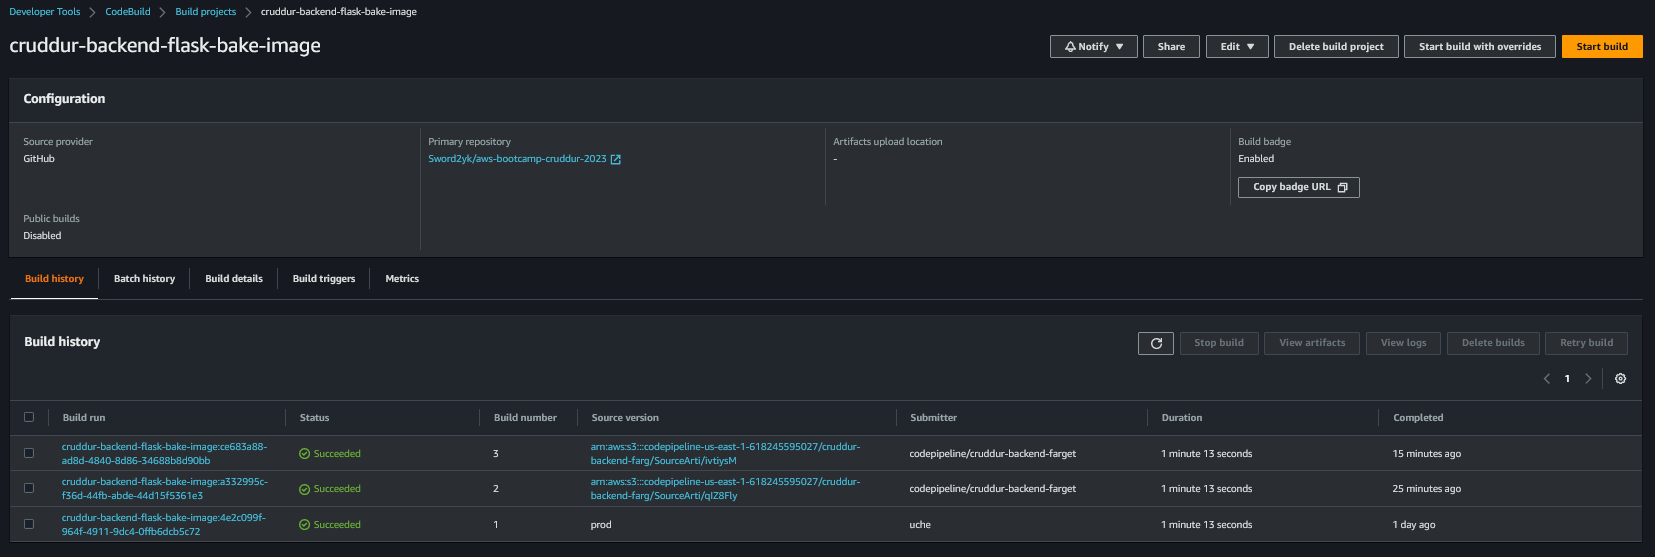 Developer Tools > CodeBuild > Build projects > cruddur-backend-flask-bake-image
cruddur-backend-flask-bake-image
Notify ▼ Share Edit ▼ Delete build project Start build with overrides Start build
Configuration
Source provider Primary repository Artifacts upload location Build badge
GitHub Sword2yk/aws-bootcamp-cruddur-2023 - Enabled
Copy badge URL
Public builds
Disabled
Build history Batch history Build details Build triggers Metrics
Build history
Stop build View artifacts View logs Delete builds Retry build
< 1 >
Build run Status Build number Source version Submitter Duration Completed
cruddur-backend-flask-bake-image:ce683a88- arn:aws:s3:::codepipeline-us-east-1-618245595027/cruddur-
Succeeded 3 codepipeline/cruddur-backend-farget 1 minute 13 seconds 15 minutes ago
ad8d-4840-8d86-34688b8d90bb backend-farg/SourceArti/ivtiysM
cruddur-backend-flask-bake-image:a332995c- arn:aws:s3:::codepipeline-us-east-1-618245595027/cruddur-
Succeeded 2 codepipeline/cruddur-backend-farget 1 minute 13 seconds 25 minutes ago
f36d-44fb-abde-44d15f5361e3 backend-farg/SourceArti/qIZ8Fly
cruddur-backend-flask-bake-image:4e2c099f-
Succeeded 1 prod uche 1 minute 13 seconds 1 day ago
964f-4911-9dc4-0ffb6dcb5c72